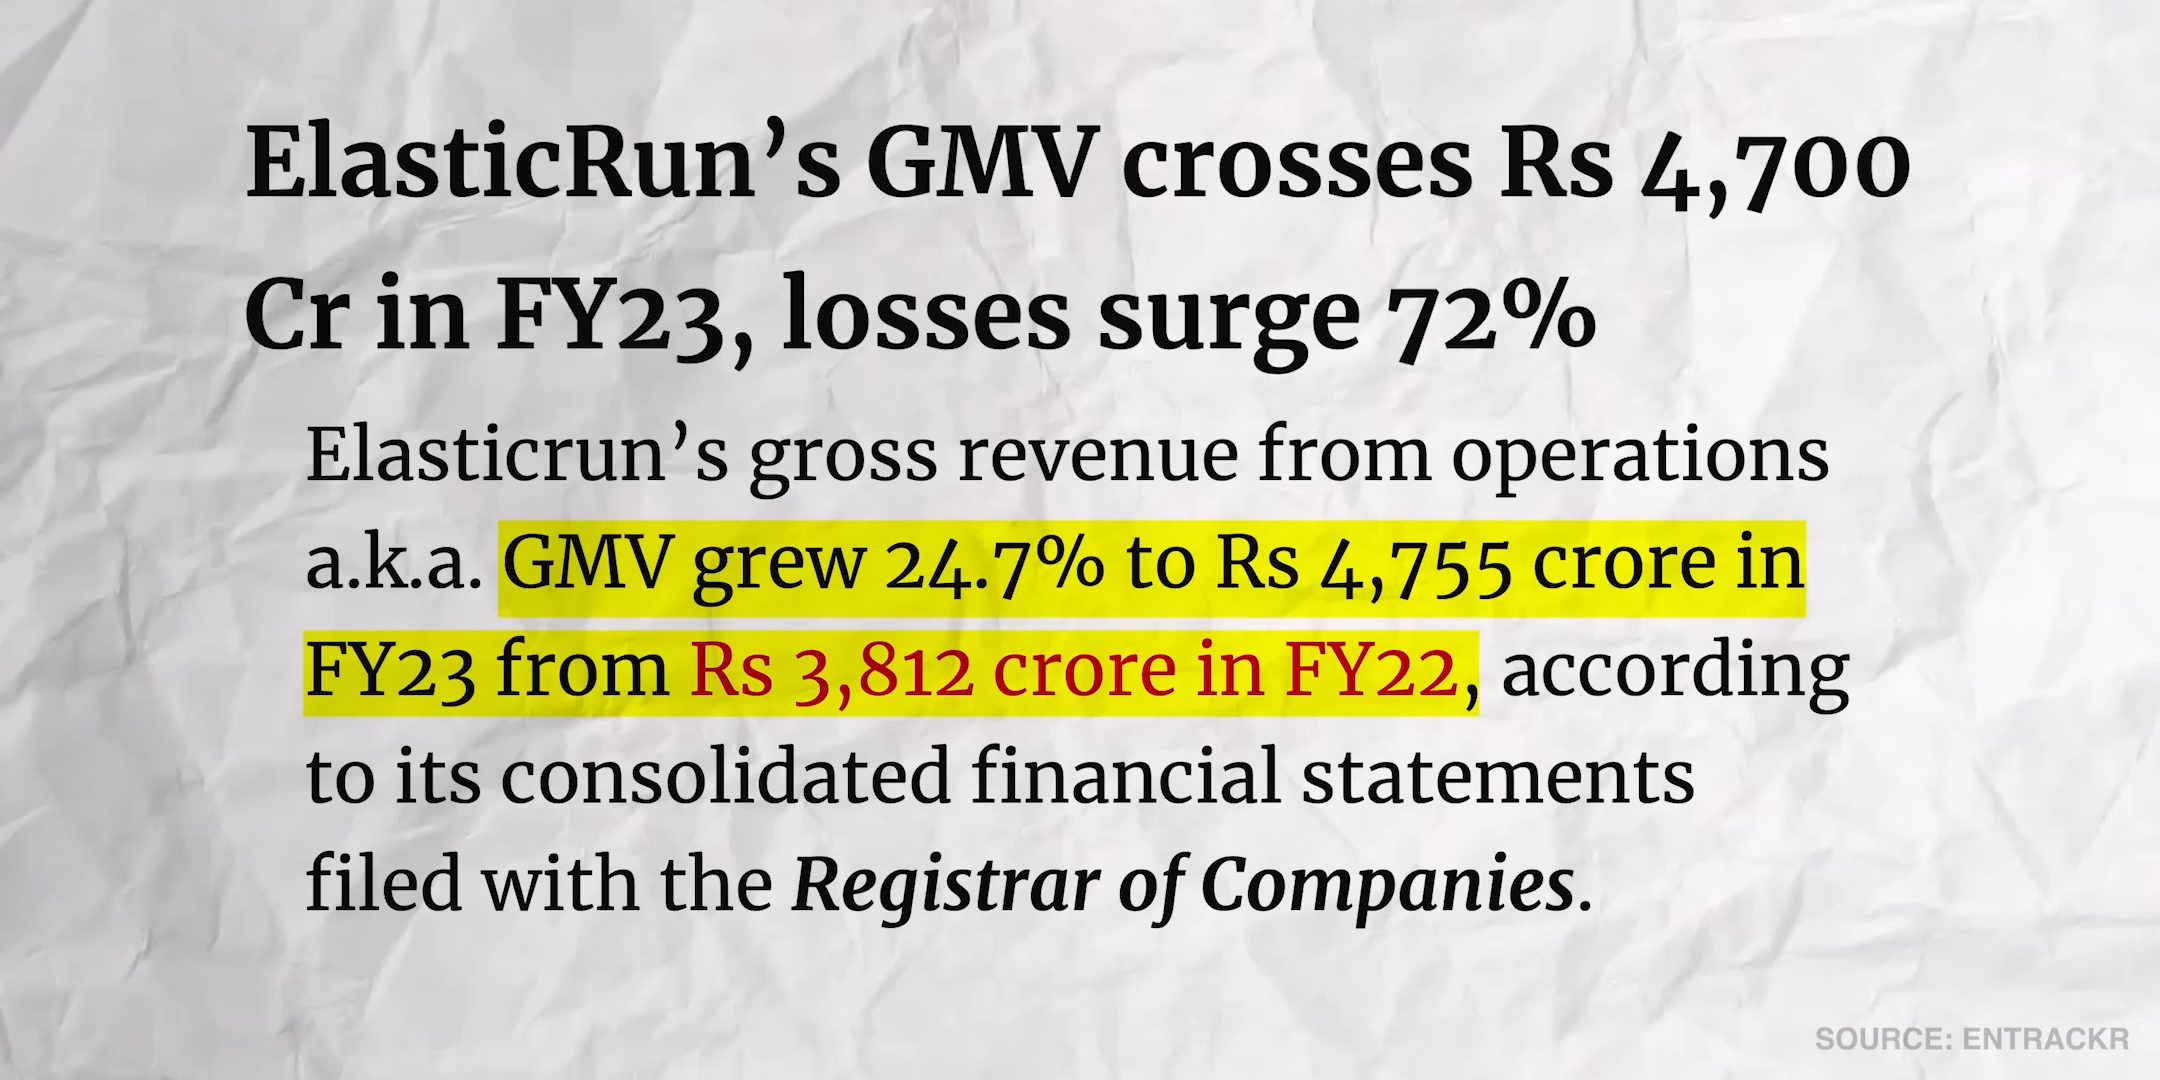 ElasticRun’s GMV crosses Rs 4,700
Cr in FY23, losses surge 72%
Elasticrun’s gross revenue from operations
a.k.a. GMV grew 24.7% to Rs 4,755 crore in
FY23 from Rs 3,812 crore in FY22, according
to its consolidated financial statements
filed with the Registrar of Companies.
SOURCE: ENTRACKR